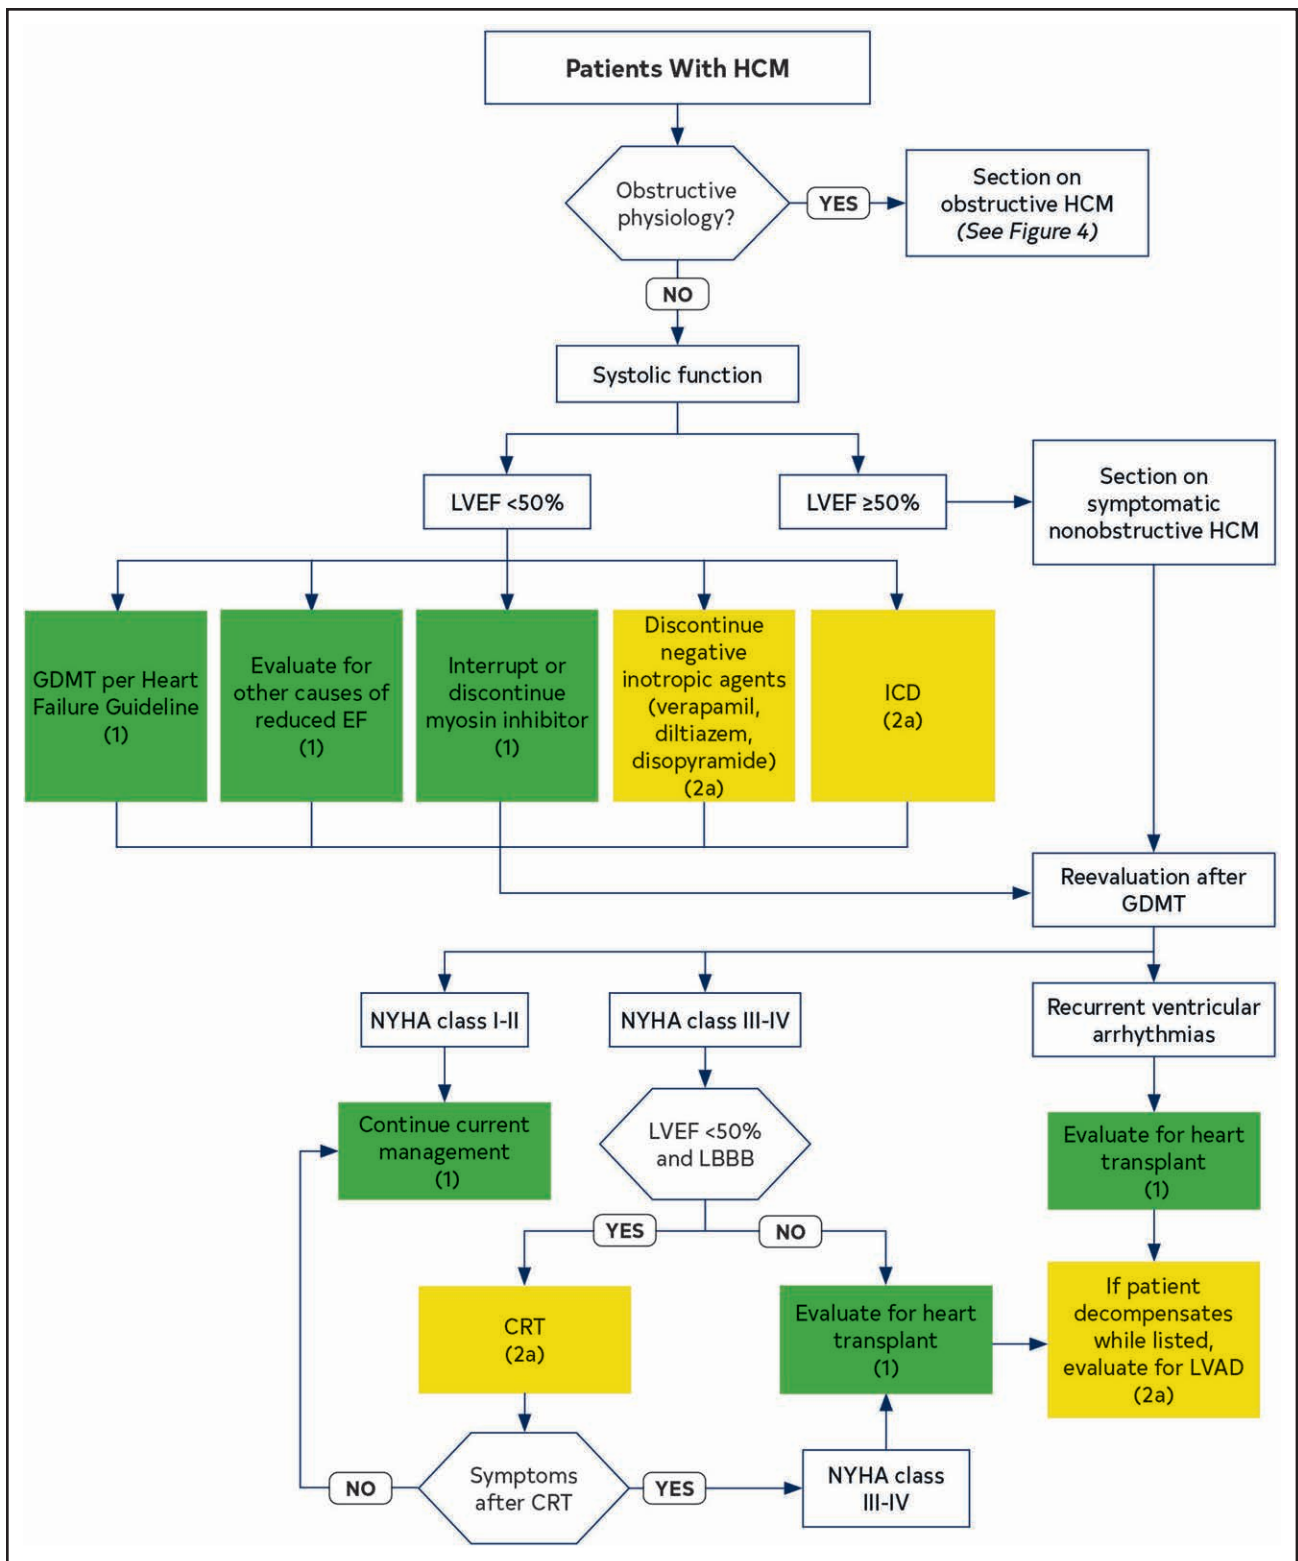 Patients With HCM
Obstructive
physiology?
YES
Section on
obstructive HCM
(See Figure 4)
NO
Systolic function
LVEF <50%
LVEF ≥50%
Section on
symptomatic
nonobstructive HCM
GDMT per Heart
Failure Guideline
(1)
Evaluate for
other causes of
reduced EF
(1)
Interrupt or
discontinue
myosin inhibitor
(1)
Discontinue
negative
inotropic agents
(verapamil,
diltiazem,
disopyramide)
(2a)
ICD
(2a)
Reevaluation after
GDMT
NYHA class I-II
NYHA class III-IV
Recurrent ventricular
arrhythmias
Continue current
management
(1)
LVEF <50%
and LBBB
Evaluate for heart
transplant
(1)
YES
NO
CRT
(2a)
Evaluate for heart
transplant
(1)
If patient
decompensates
while listed,
evaluate for LVAD
(2a)
NO
Symptoms
after CRT
YES
NYHA class
III-IV